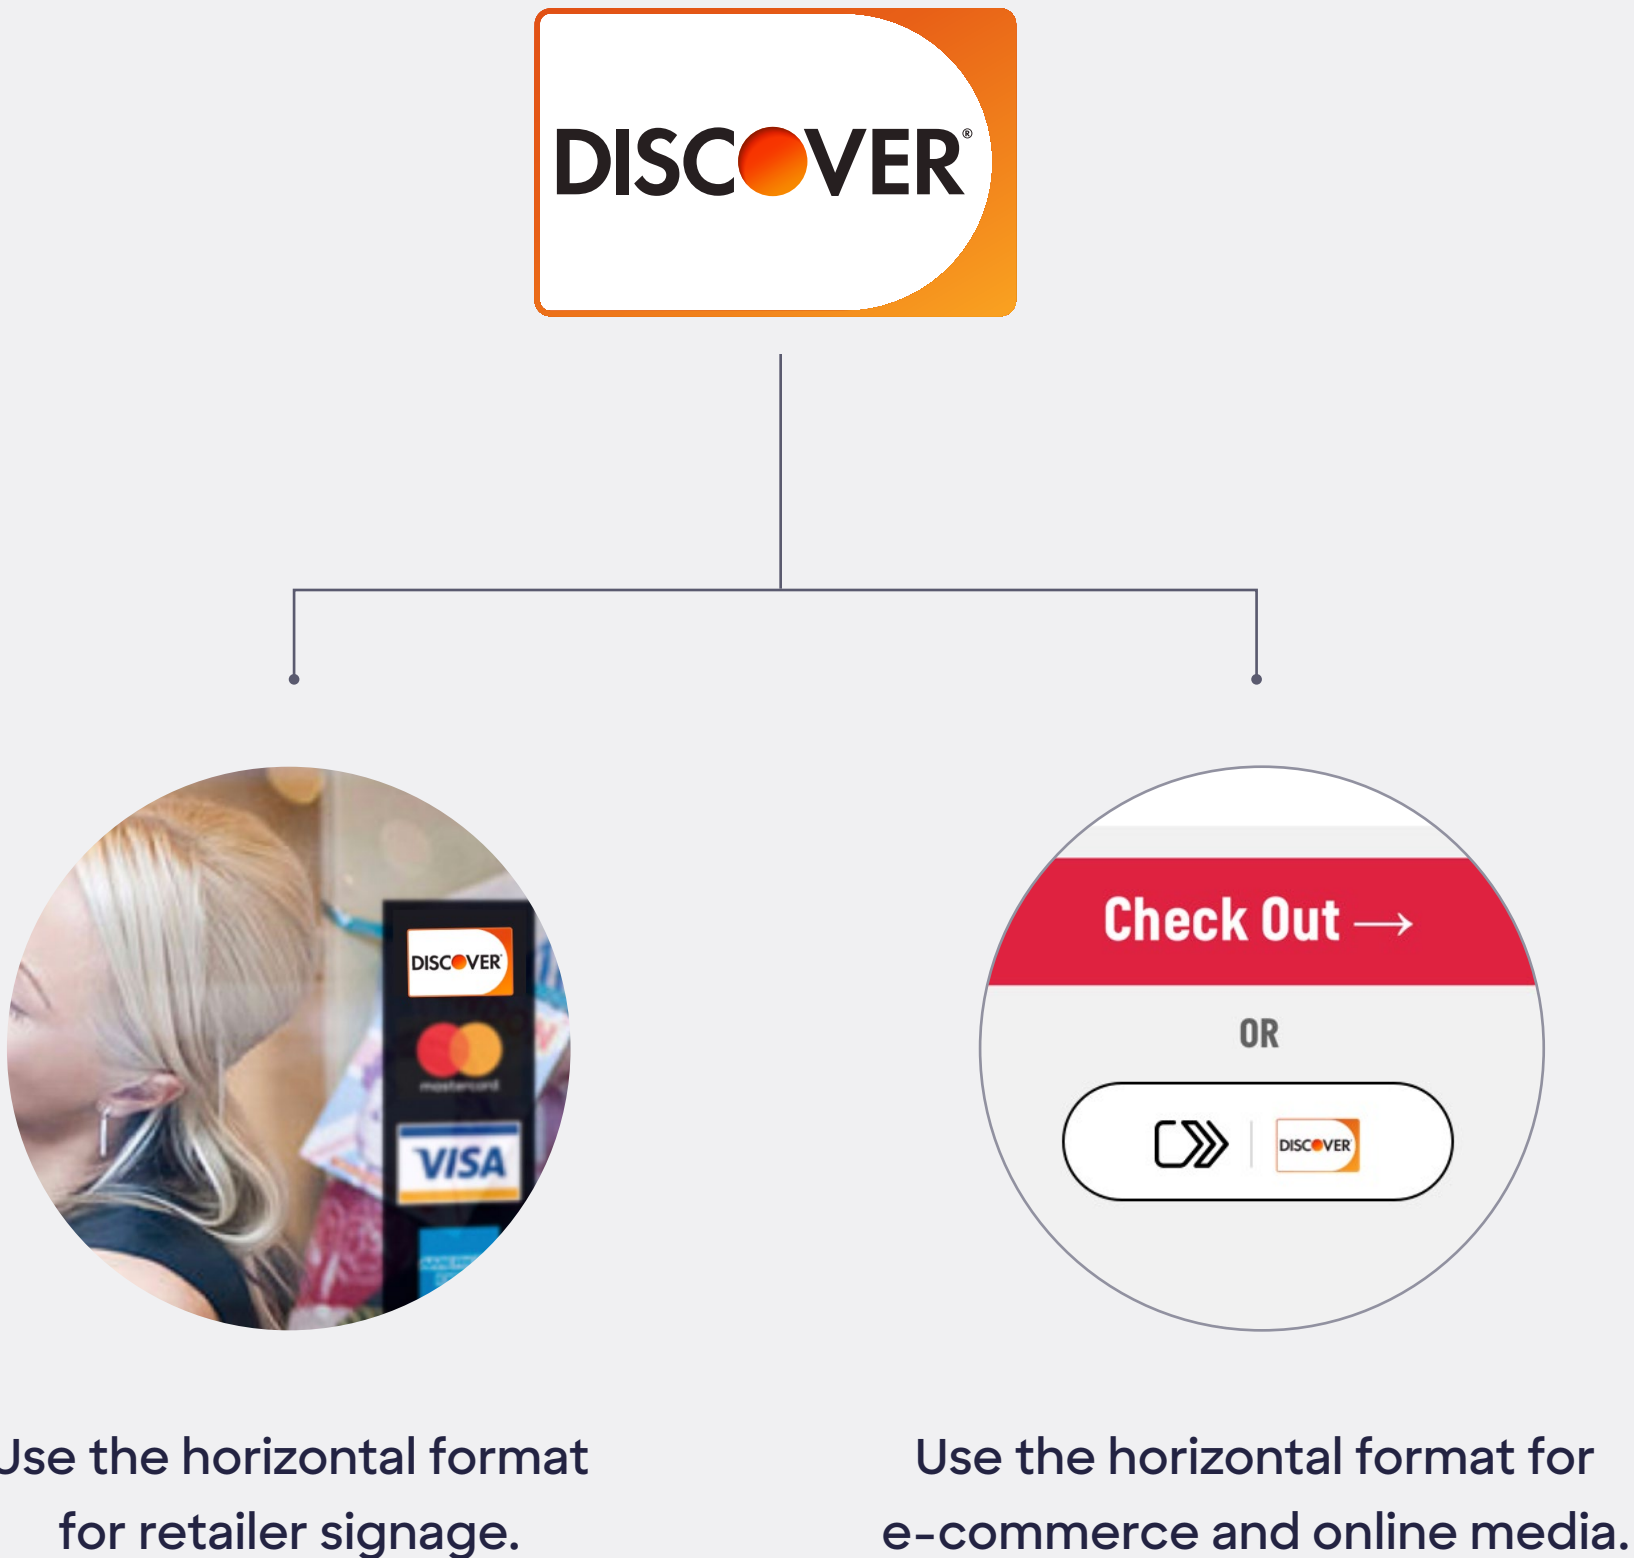 DISCOVER®
DISCOVER
mastercard
VISA
Check Out →
OR
DISCOVER
Use the horizontal format
for retailer signage.
Use the horizontal format for
e-commerce and online media.